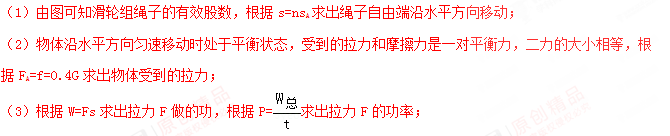 （1）由图可知滑轮组绳子的有效股数，根据 s=nsA求出绳子自由端沿水平方向移动；
（2）物体沿水平方向匀速移动时处于平衡状态，受到的拉力和摩擦力是一对平衡力，二力的大小相等，根
据 FA=f=0.4G 求出物体受到的拉力；
（3）根据 W=Fs 求出拉力 F 做的功，根据 P=W总/t求出拉力 F 的功率；